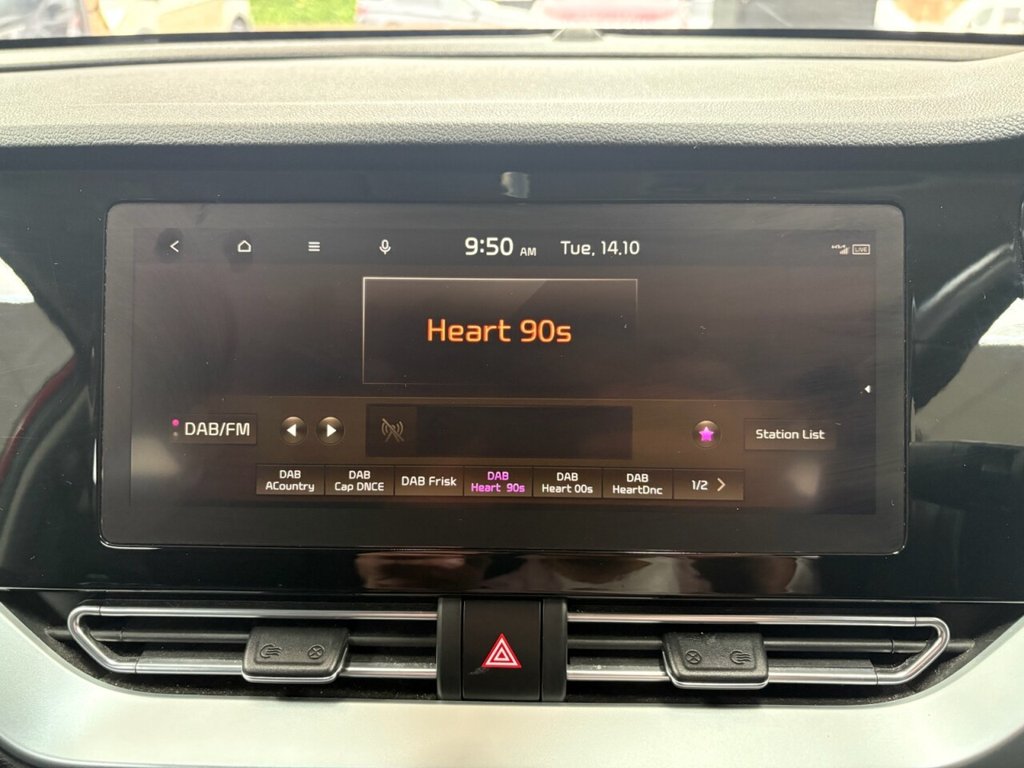 9:50 AM Tue, 14.10
LIVE
Heart 90s
DAB/FM
Station List
DAB ACountry
DAB Cap DNCE
DAB Frisk
DAB Heart 90s
DAB Heart 00s
DAB HeartDnc
1/2